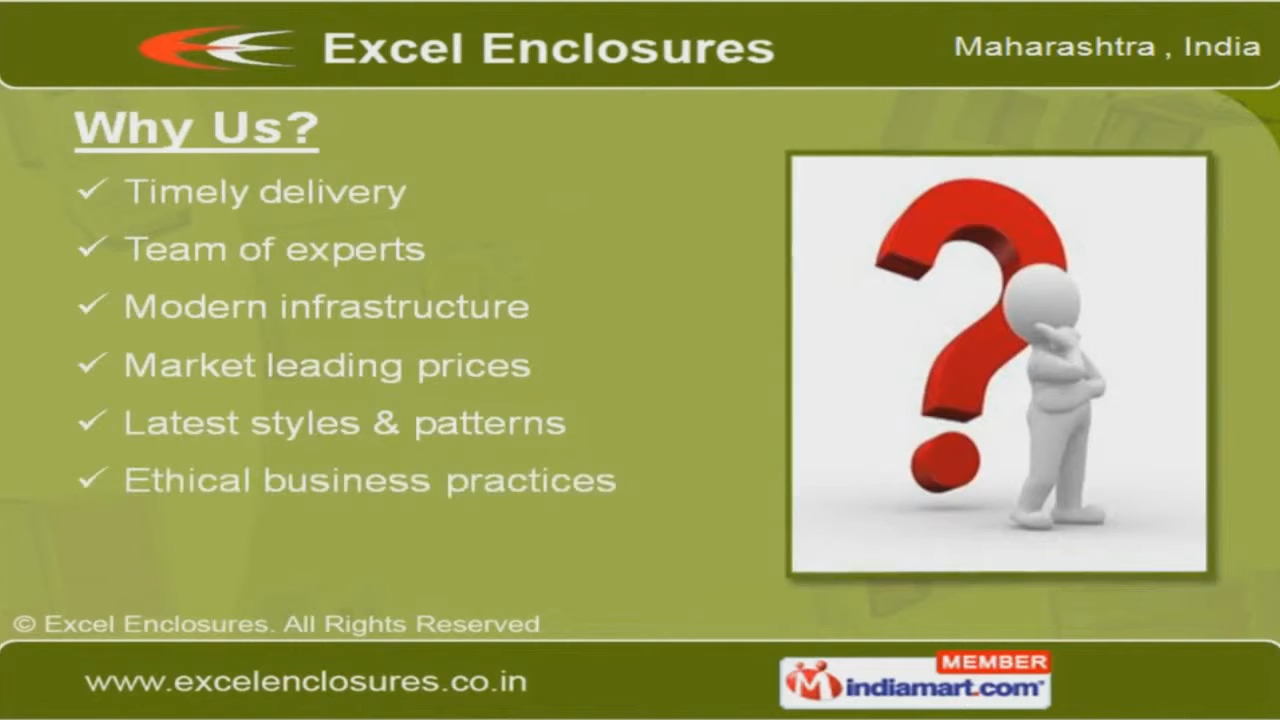 Excel Enclosures
Maharashtra , India
Why Us?
✓ Timely delivery
✓ Team of experts
✓ Modern infrastructure
✓ Market leading prices
✓ Latest styles & patterns
✓ Ethical business practices
© Excel Enclosures. All Rights Reserved
www.excelenclosures.co.in
MEMBER
indiamart.com